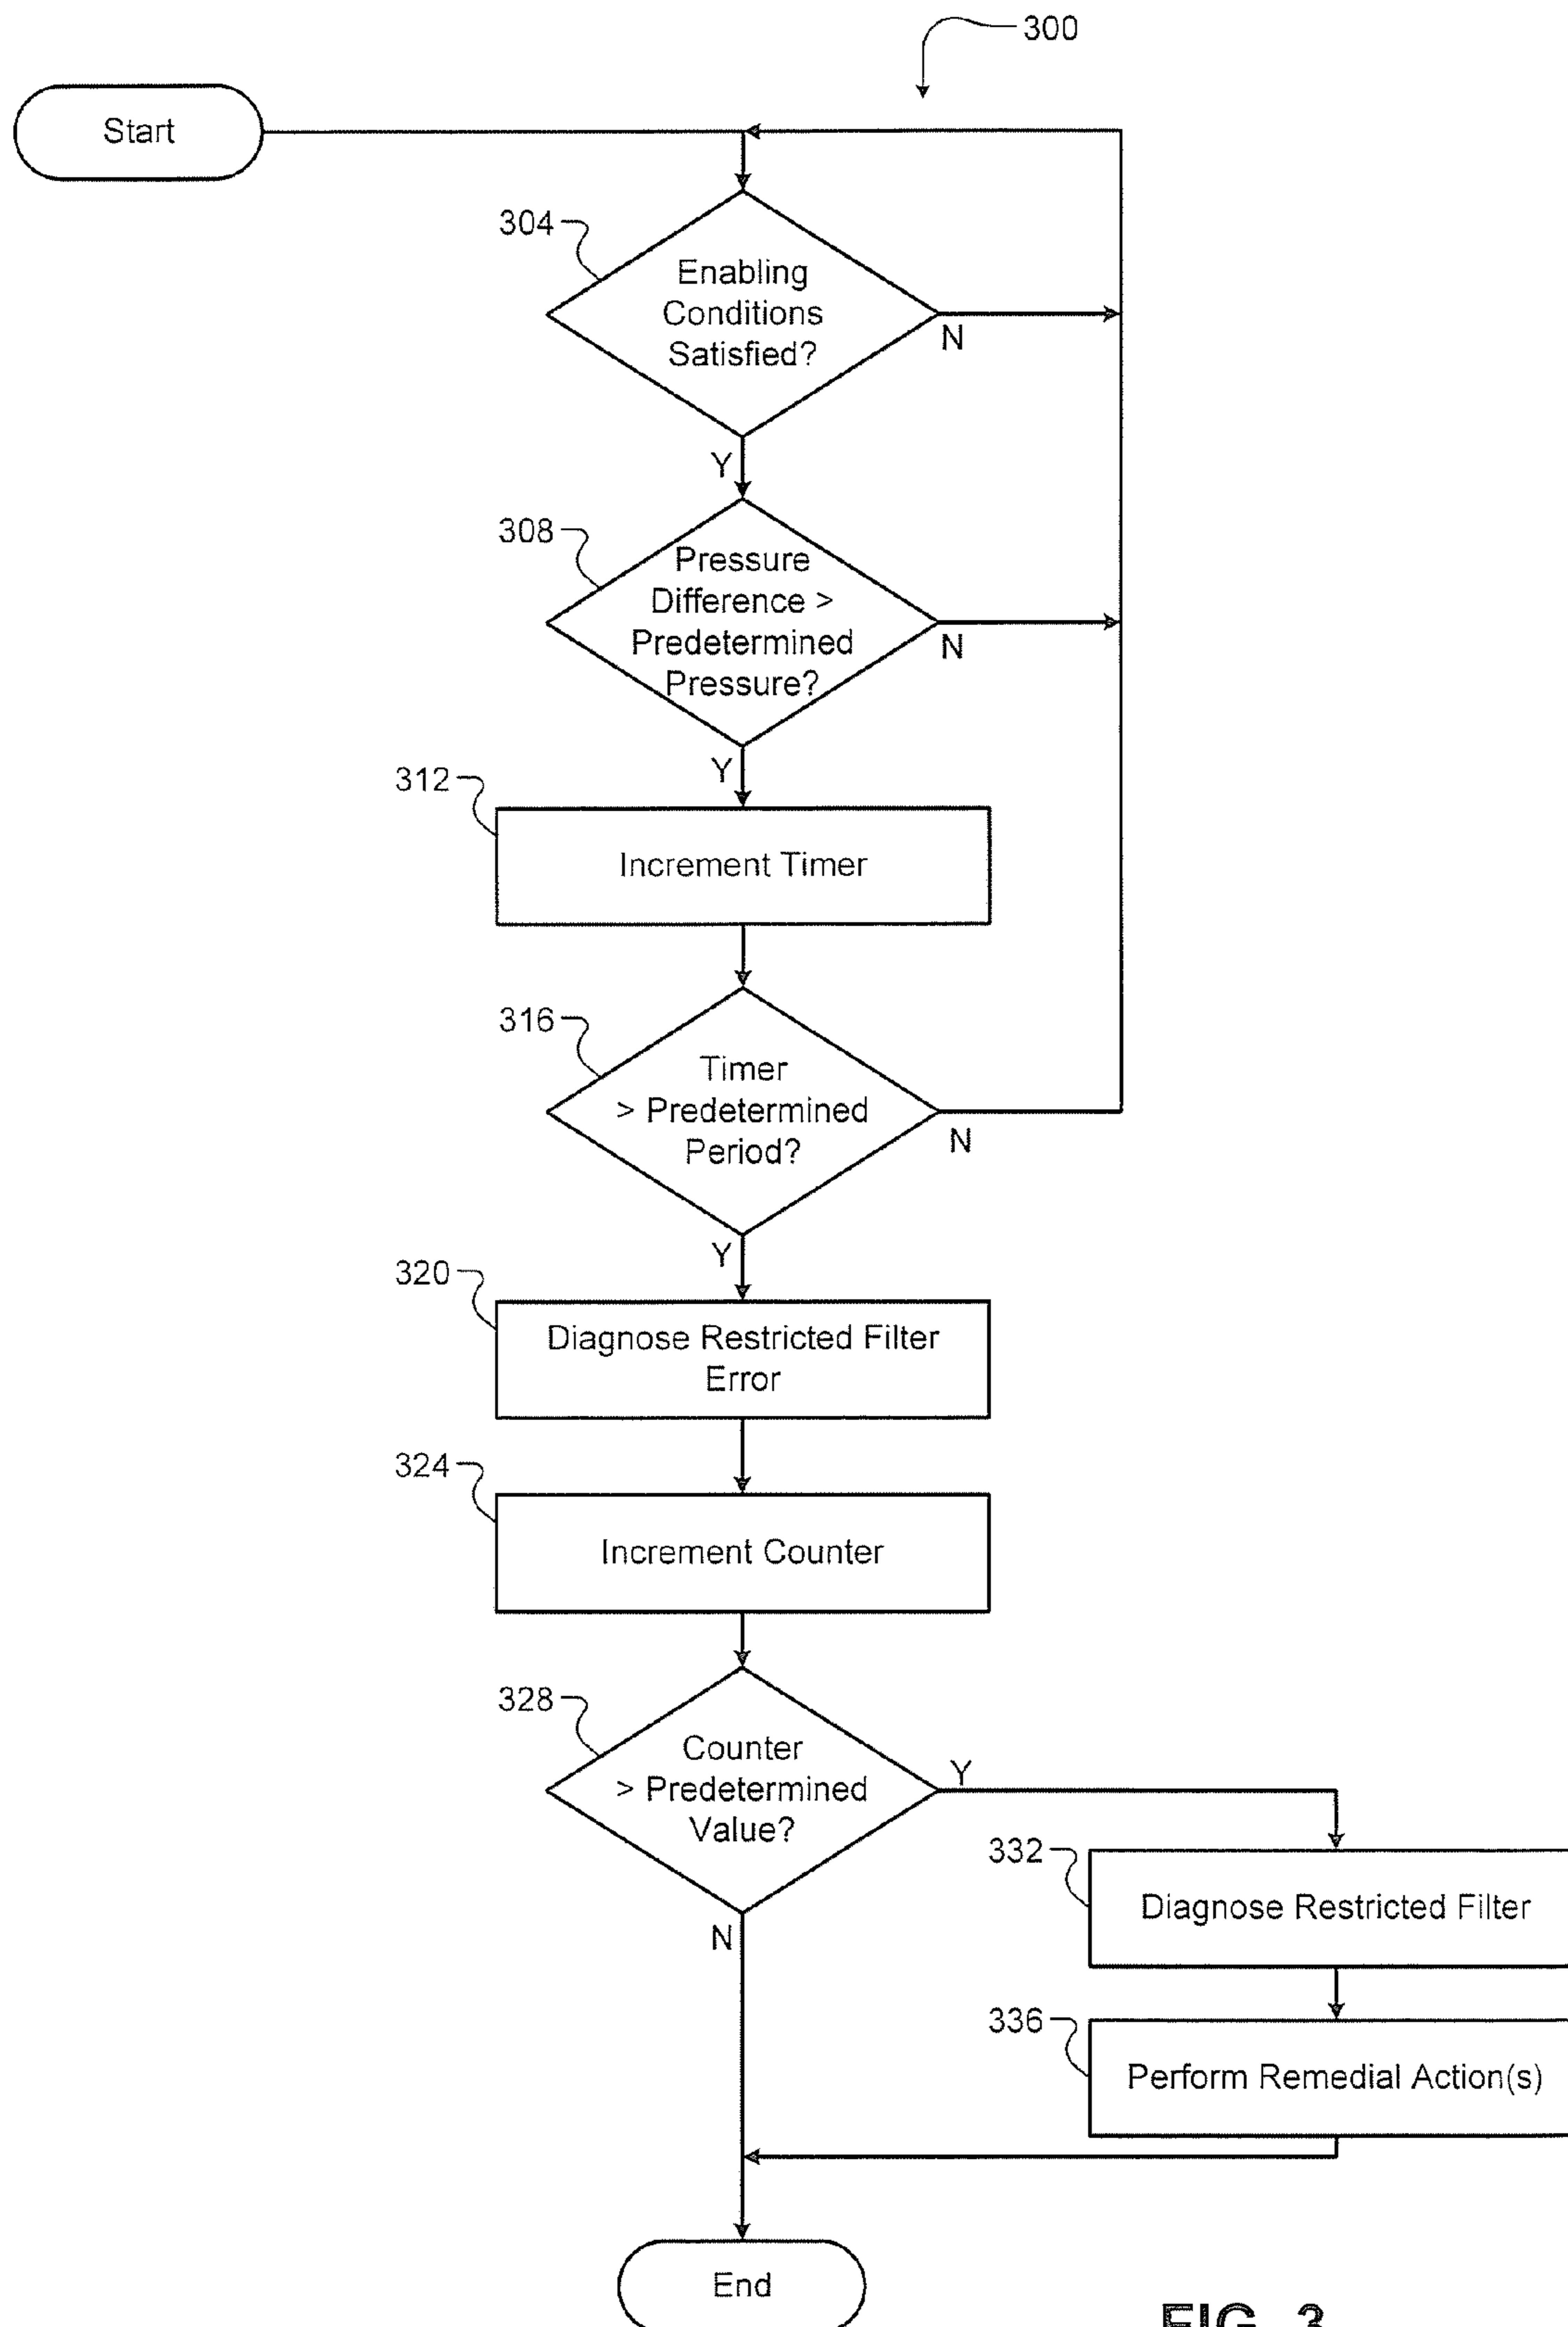 300
Start
304
Enabling
Conditions
Satisfied?
N
Y
308
Pressure
Difference >
Predetermined
Pressure?
N
Y
312
Increment Timer
316
Timer
> Predetermined
Period?
N
Y
320
Diagnose Restricted Filter
Error
324
Increment Counter
328
Counter
> Predetermined
Value?
Y
N
332
Diagnose Restricted Filter
336
Perform Remedial Action(s)
End
FIG. 3